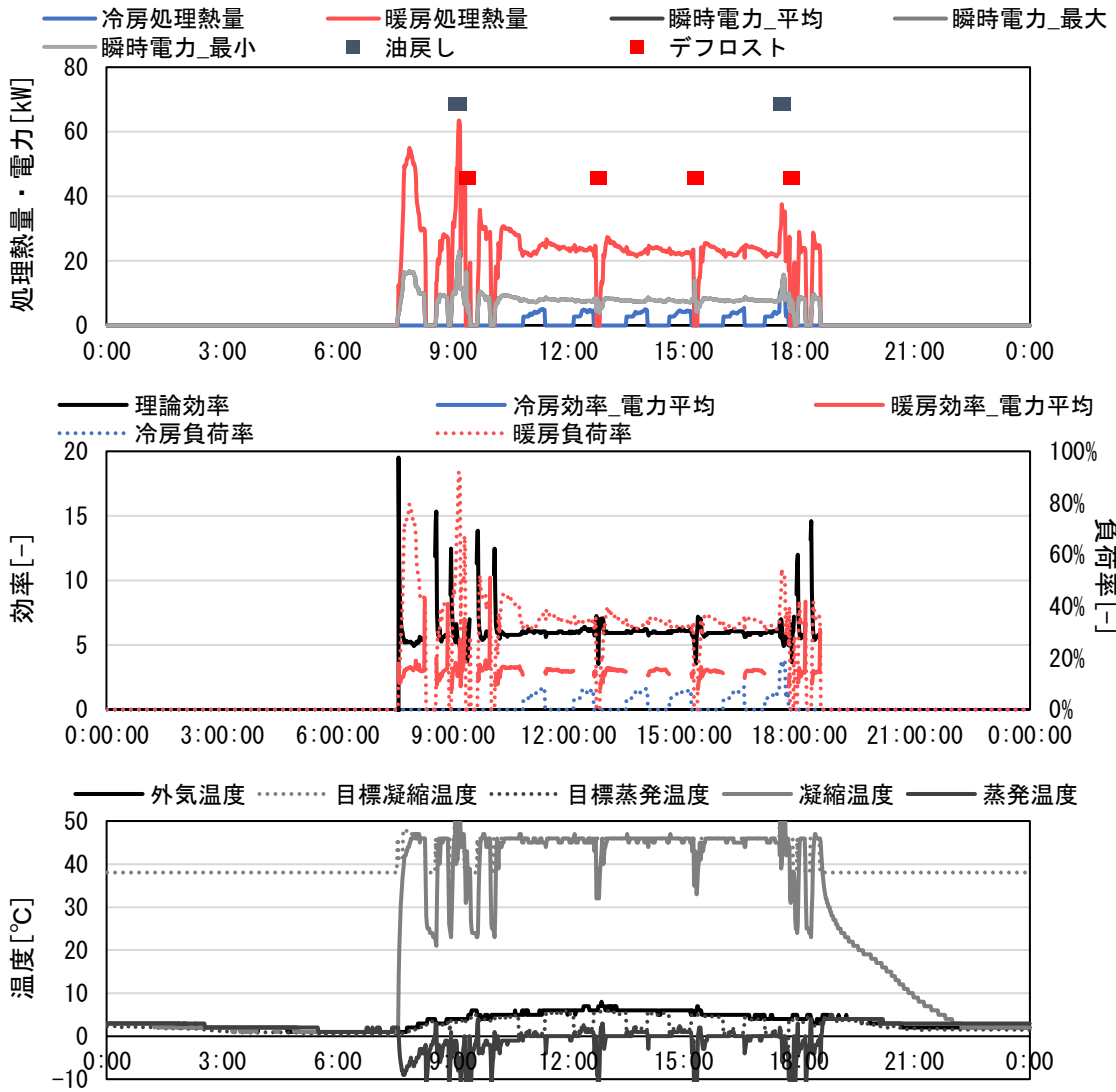 冷房処理熱量 暖房処理熱量 瞬時電力_平均 瞬時電力_最大
瞬時電力_最小 油戻し デフロスト
処理熱量・電力[kW]
80
60
40
20
0
0:00 3:00 6:00 9:00 12:00 15:00 18:00 21:00 0:00
理論効率 冷房効率_電力平均 暖房効率_電力平均
冷房負荷率 暖房負荷率
効率[-]
20
15
10
5
0
100%
80%
60%
40%
20%
0%
負荷率[-]
0:00:00 3:00:00 6:00:00 9:00:00 12:00:00 15:00:00 18:00:00 21:00:00 0:00:00
外気温度 目標凝縮温度 目標蒸発温度 凝縮温度 蒸発温度
温度[℃]
50
40
30
20
10
0
-10
0:00 3:00 6:00 9:00 12:00 15:00 18:00 21:00 0:00